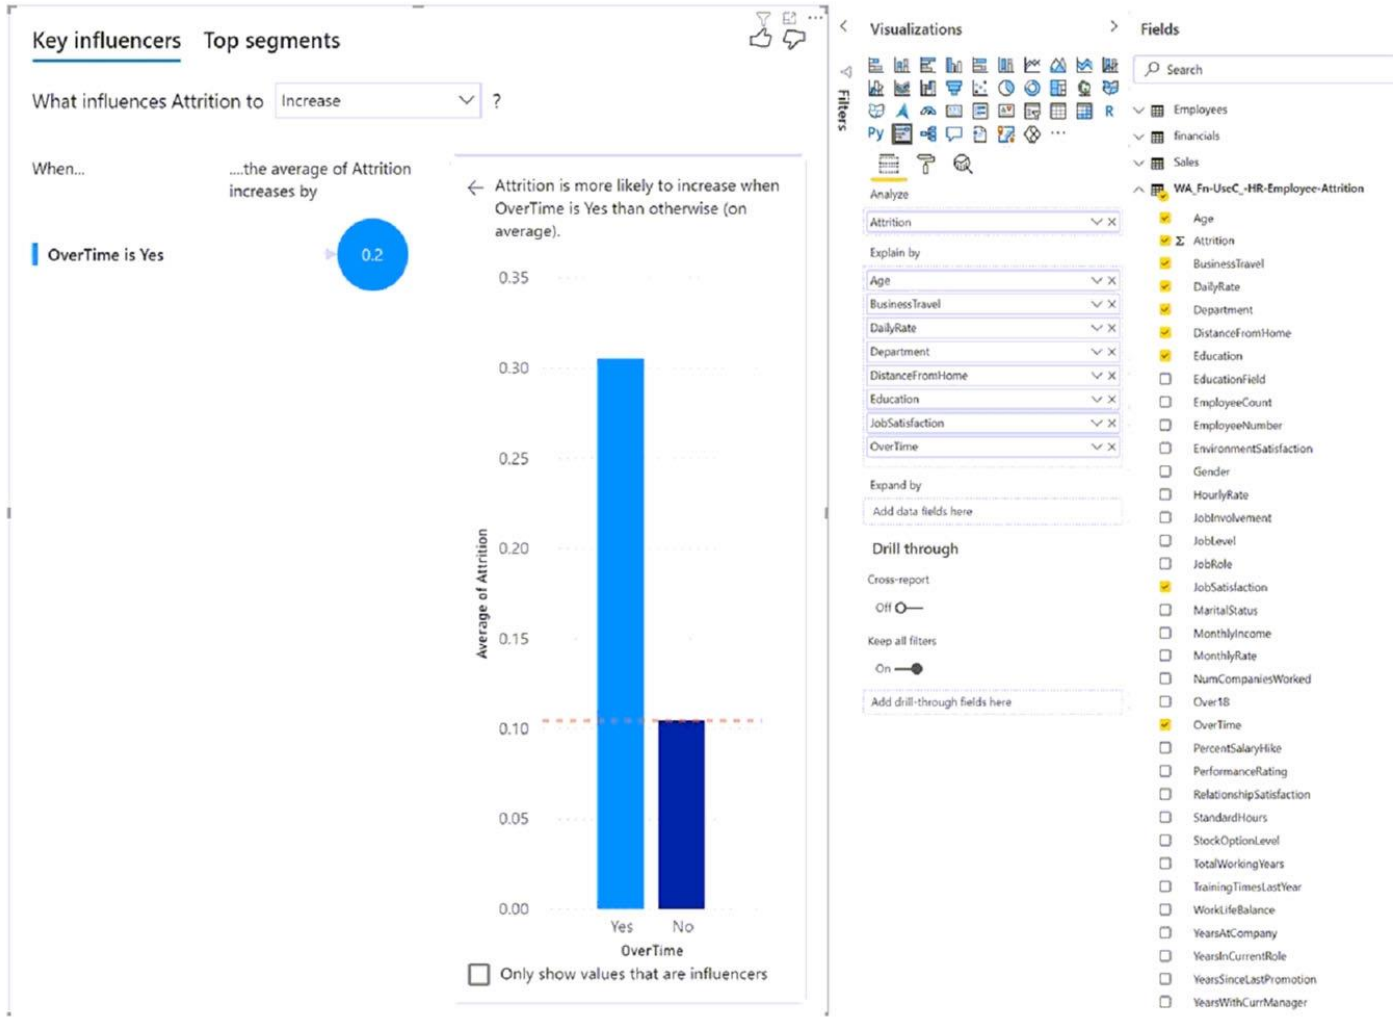 Key influencers Top segments
What influences Attrition to Increase ?
When...
....the average of Attrition
increases by
OverTime is Yes
0.2
Attrition is more likely to increase when
OverTime is Yes than otherwise (on
average).
0.35
0.30
0.25
0.20
0.15
0.10
0.05
0.00
Average of Attrition
Yes No
OverTime
Only show values that are influencers
Filters
Visualizations
R
Py
Analyze
Attrition
Explain by
Age
BusinessTravel
DailyRate
Department
DistanceFromHome
Education
JobSatisfaction
OverTime
Expand by
Add data fields here
Drill through
Cross-report
Off
Keep all filters
On
Add drill-through fields here
Fields
Search
Employees
financials
Sales
WA_Fn-UseC_-HR-Employee-Attrition
Age
Σ Attrition
BusinessTravel
DailyRate
Department
DistanceFromHome
Education
EducationField
EmployeeCount
EmployeeNumber
EnvironmentSatisfaction
Gender
HourlyRate
JobInvolvement
JobLevel
JobRole
JobSatisfaction
MaritalStatus
MonthlyIncome
MonthlyRate
NumCompaniesWorked
Over18
OverTime
PercentSalaryHike
PerformanceRating
RelationshipSatisfaction
StandardHours
StockOptionLevel
TotalWorkingYears
TrainingTimesLastYear
WorkLifeBalance
YearsAtCompany
YearsInCurrentRole
YearsSinceLastPromotion
YearsWithCurrManager